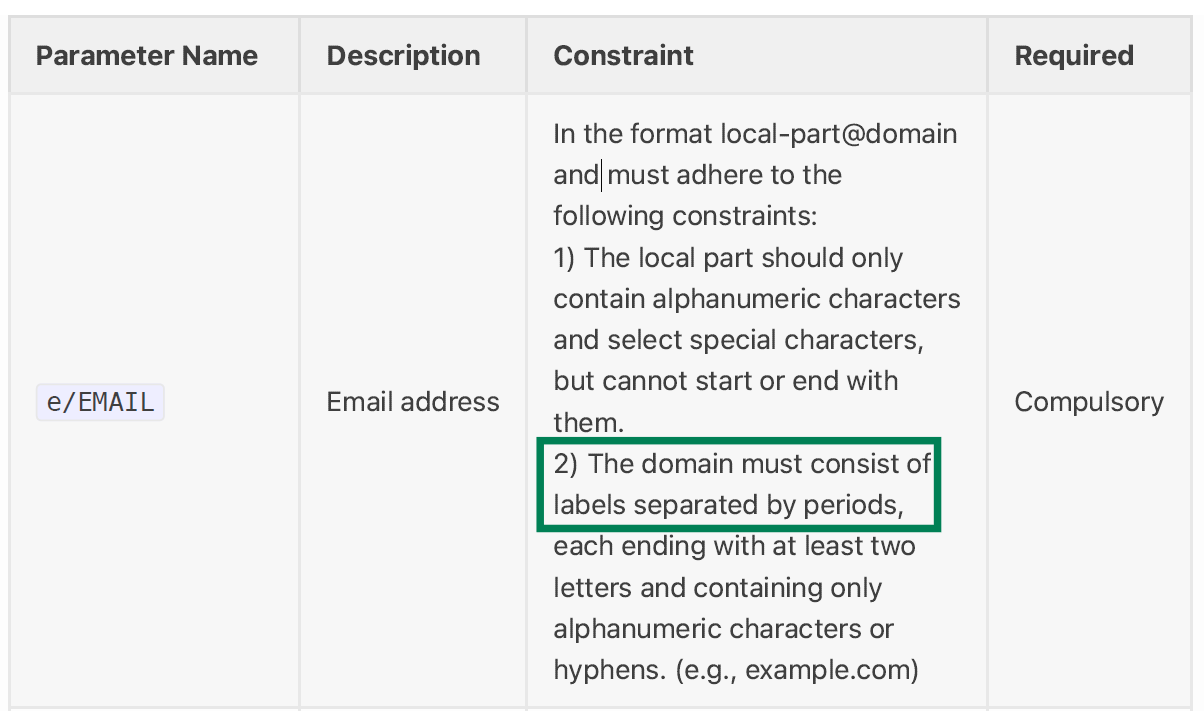 Parameter Name Description Constraint Required
In the format local-part@domain
and must adhere to the
following constraints:
1) The local part should only
contain alphanumeric characters
and select special characters,
but cannot start or end with
them.
2) The domain must consist of
labels separated by periods,
each ending with at least two
letters and containing only
alphanumeric characters or
hyphens. (e.g., example.com)
e/EMAIL
Email address
Compulsory